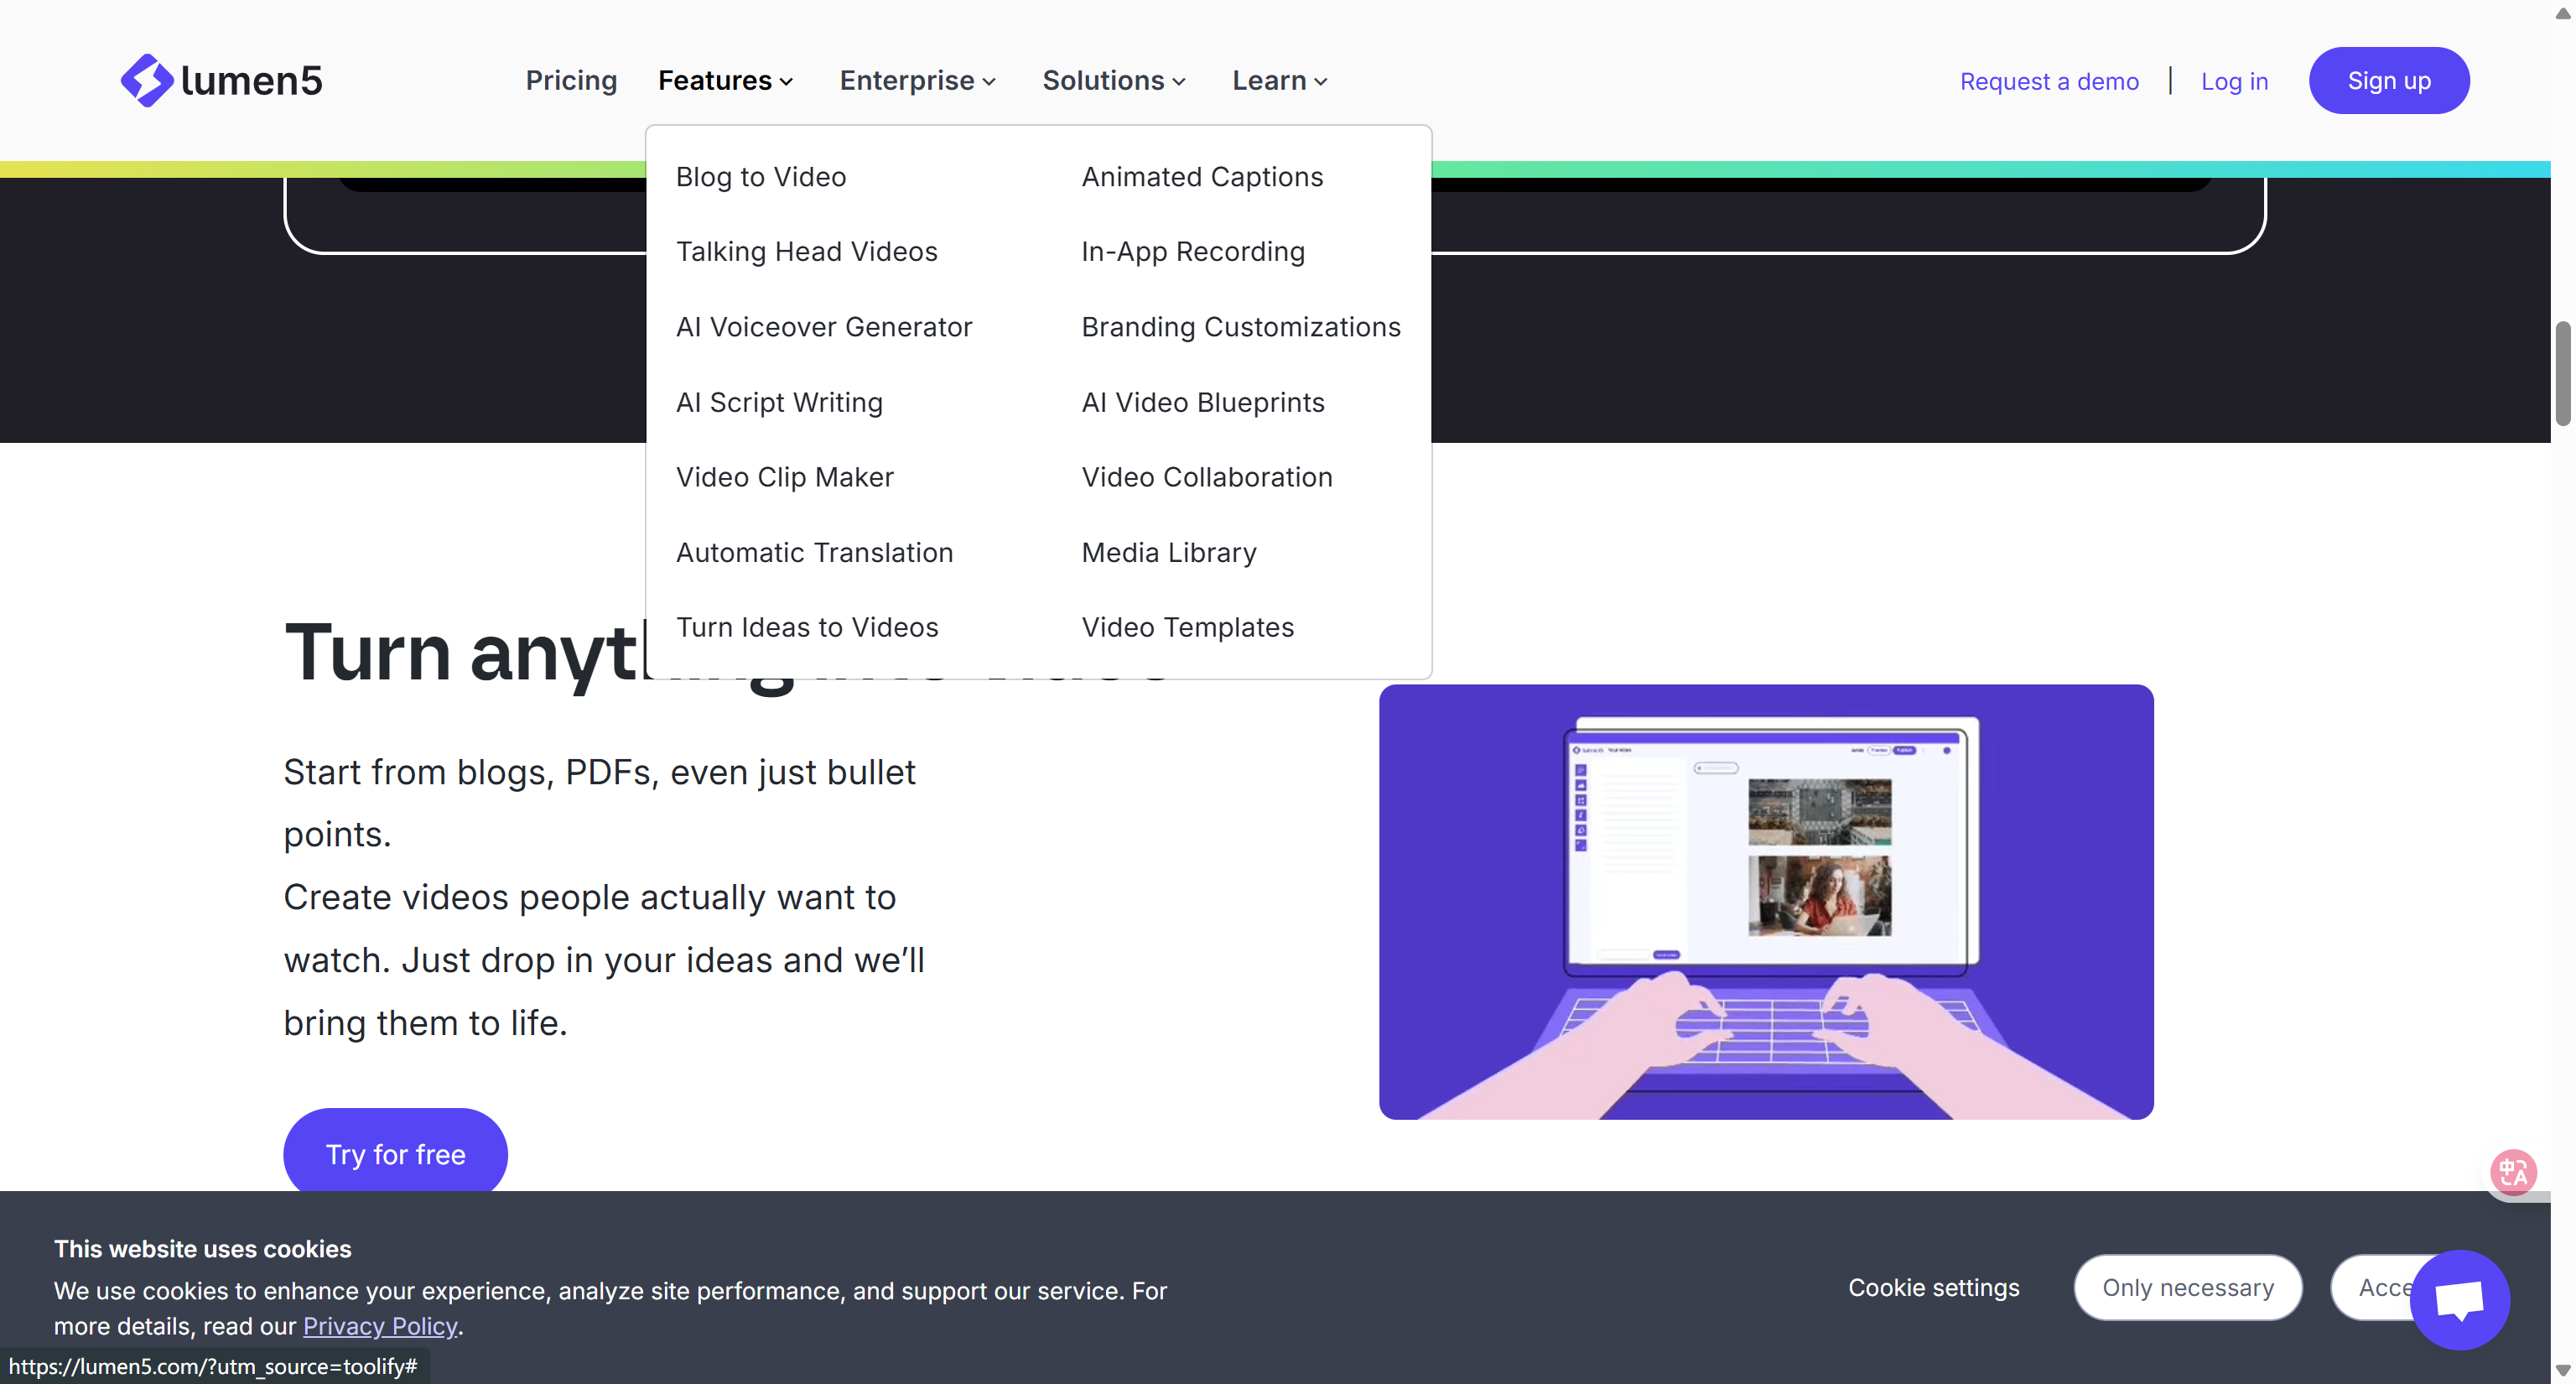 lumen5
Pricing Features Enterprise Solutions Learn
Request a demo | Log in Sign up
Blog to Video
Talking Head Videos
AI Voiceover Generator
AI Script Writing
Video Clip Maker
Automatic Translation
Turn Ideas to Videos
Animated Captions
In-App Recording
Branding Customizations
AI Video Blueprints
Video Collaboration
Media Library
Video Templates
Turn
Start from blogs, PDFs, even just bullet
points.
Create videos people actually want to
watch. Just drop in your ideas and we’ll
bring them to life.
Try for free
This website uses cookies
We use cookies to enhance your experience, analyze site performance, and support our service. For
more details, read our Privacy Policy.
Cookie settings
Only necessary
https://lumen5.com/?utm_source=toolify#
中 A